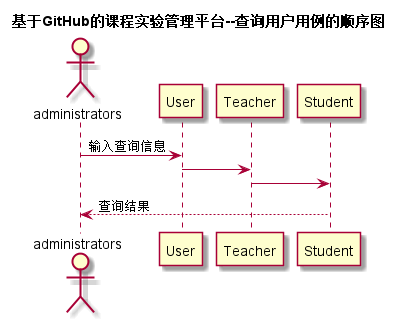 基于GitHub的课程实验管理平台--查询用户用例的顺序图
administrators
User
Teacher
Student
输入查询信息
查询结果
administrators
User
Teacher
Student